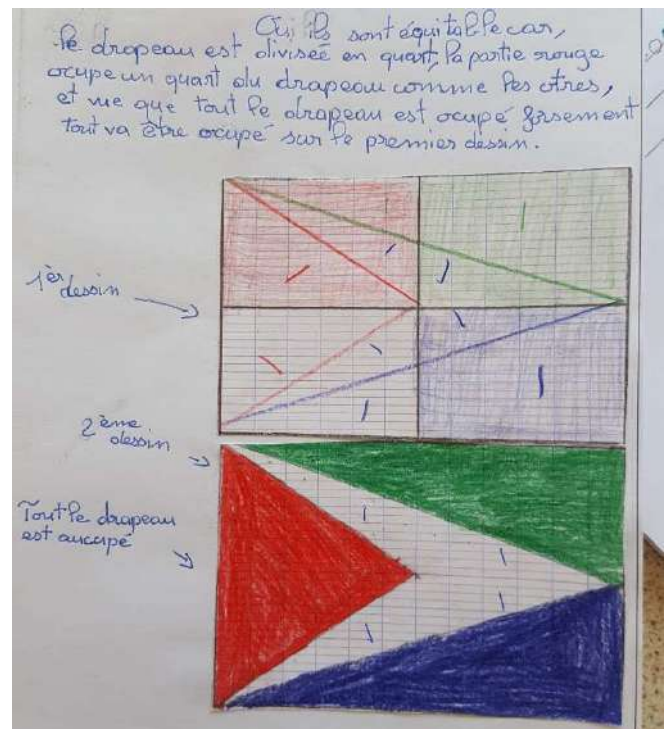 Oui, ils sont équitable car,
le drapeau est diviseé en quart, la partie rouge
ocupe un quart du drapeau comme les otres,
et vue que tout le drapeau est ocupé forsement
tout va être ocupé sur le premier dessin.
1er dessin
2ème dessin
Tout le drapeau
est auccupé